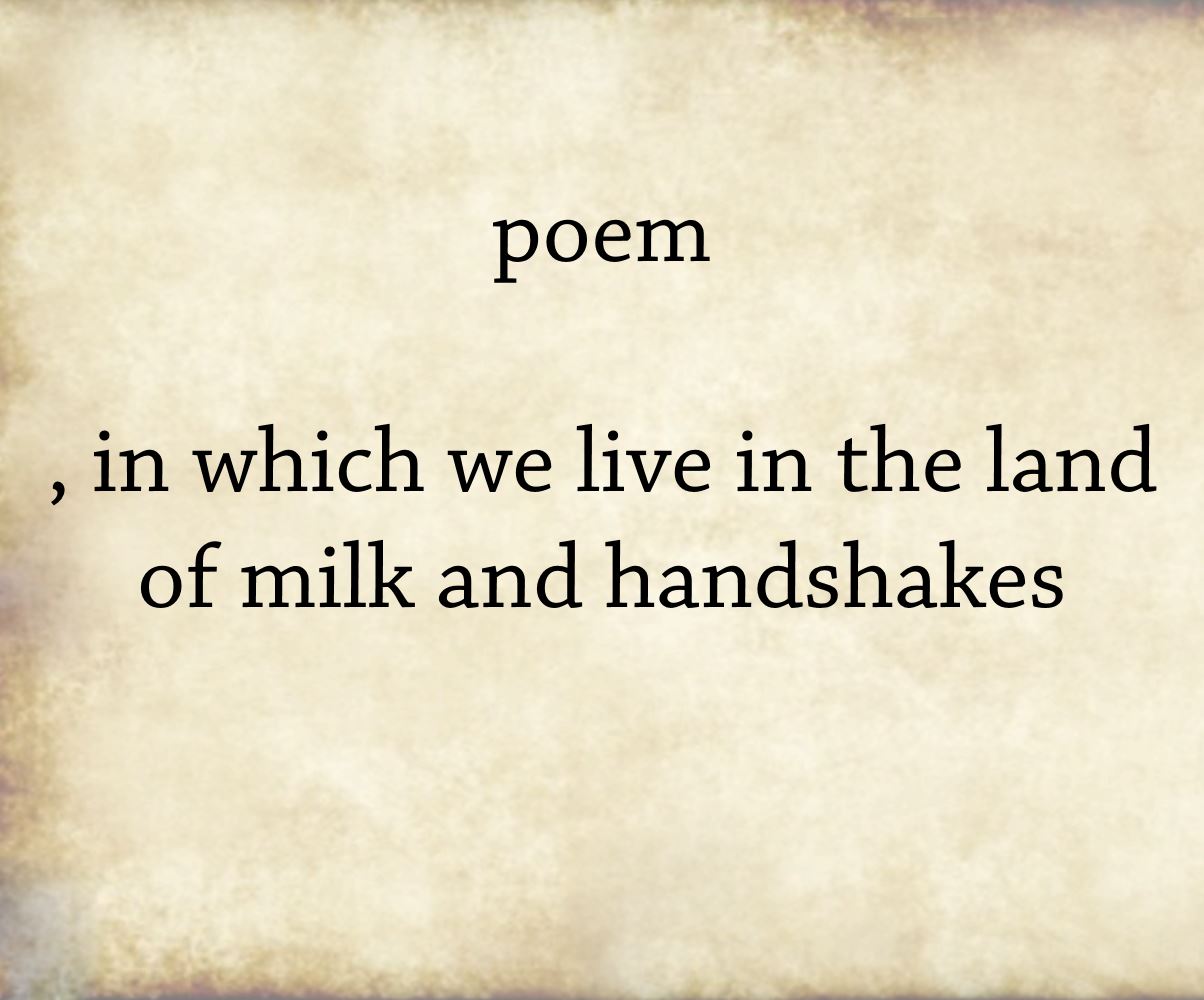 poem
, in which we live in the land
of milk and handshakes